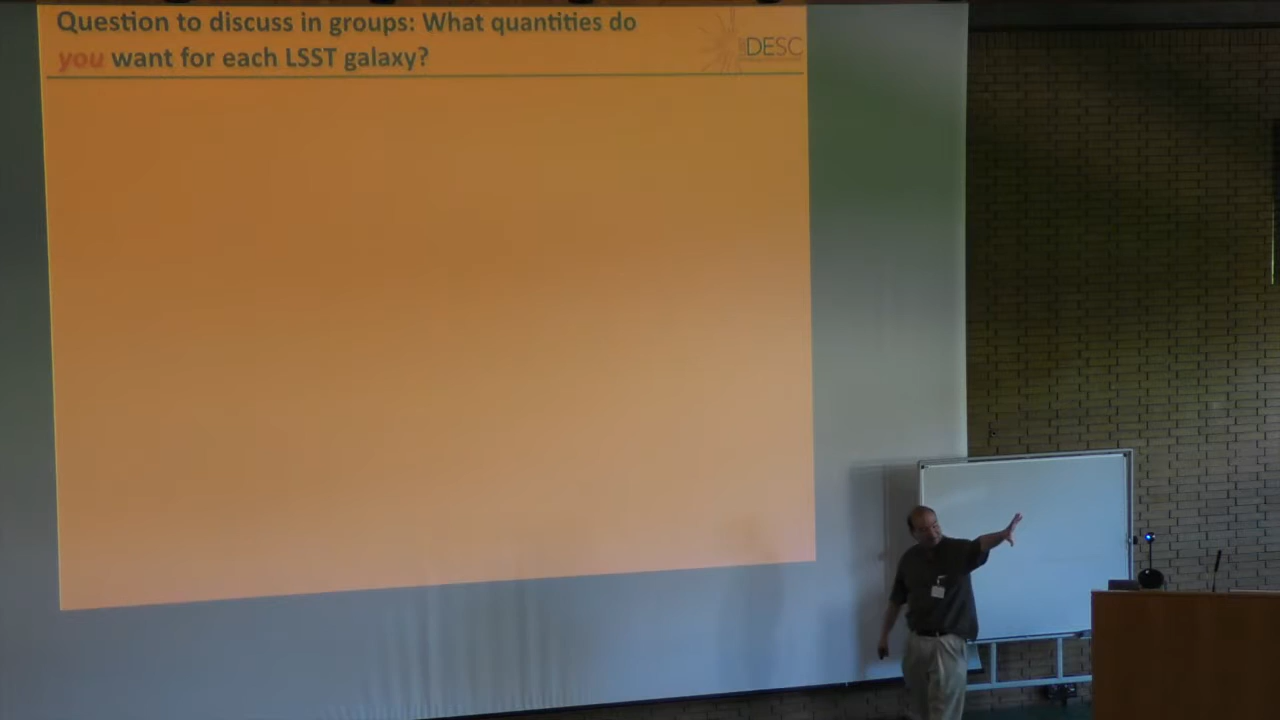 Question to discuss in groups: What quantities do
you want for each LSST galaxy?
DESC